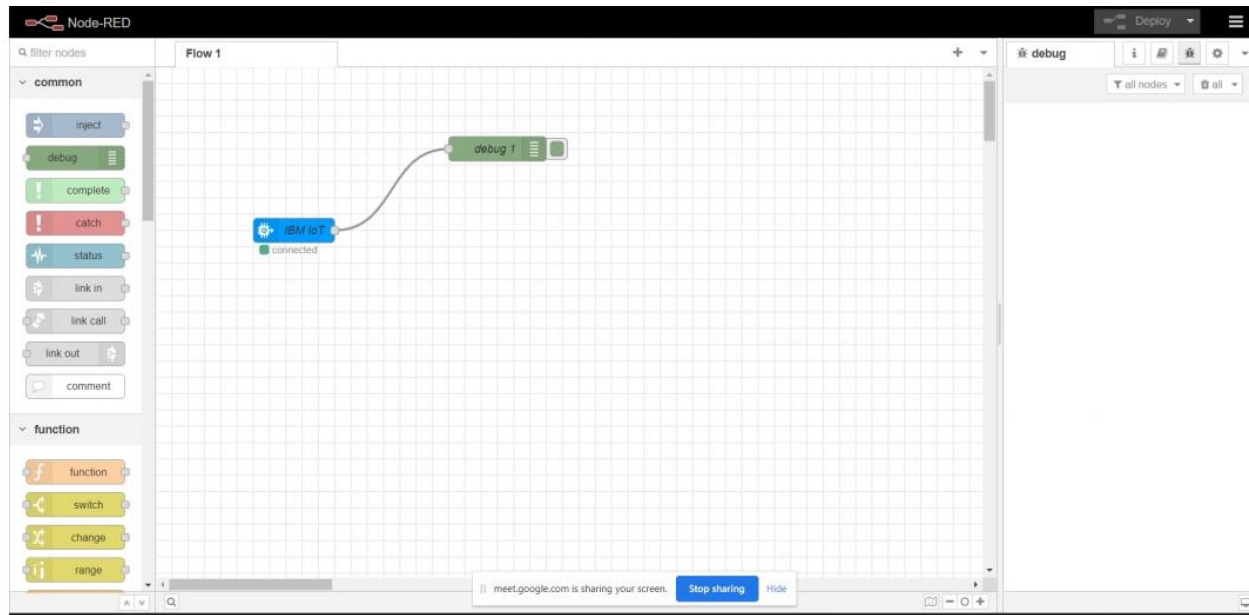 Node-RED
Deploy
filter nodes
Flow 1
debug
i
all nodes
all
common
inject
debug
complete
catch
status
link in
link call
link out
comment
function
function
switch
change
range
debug 1
IBM IoT
connected
meet.google.com is sharing your screen.
Stop sharing
Hide